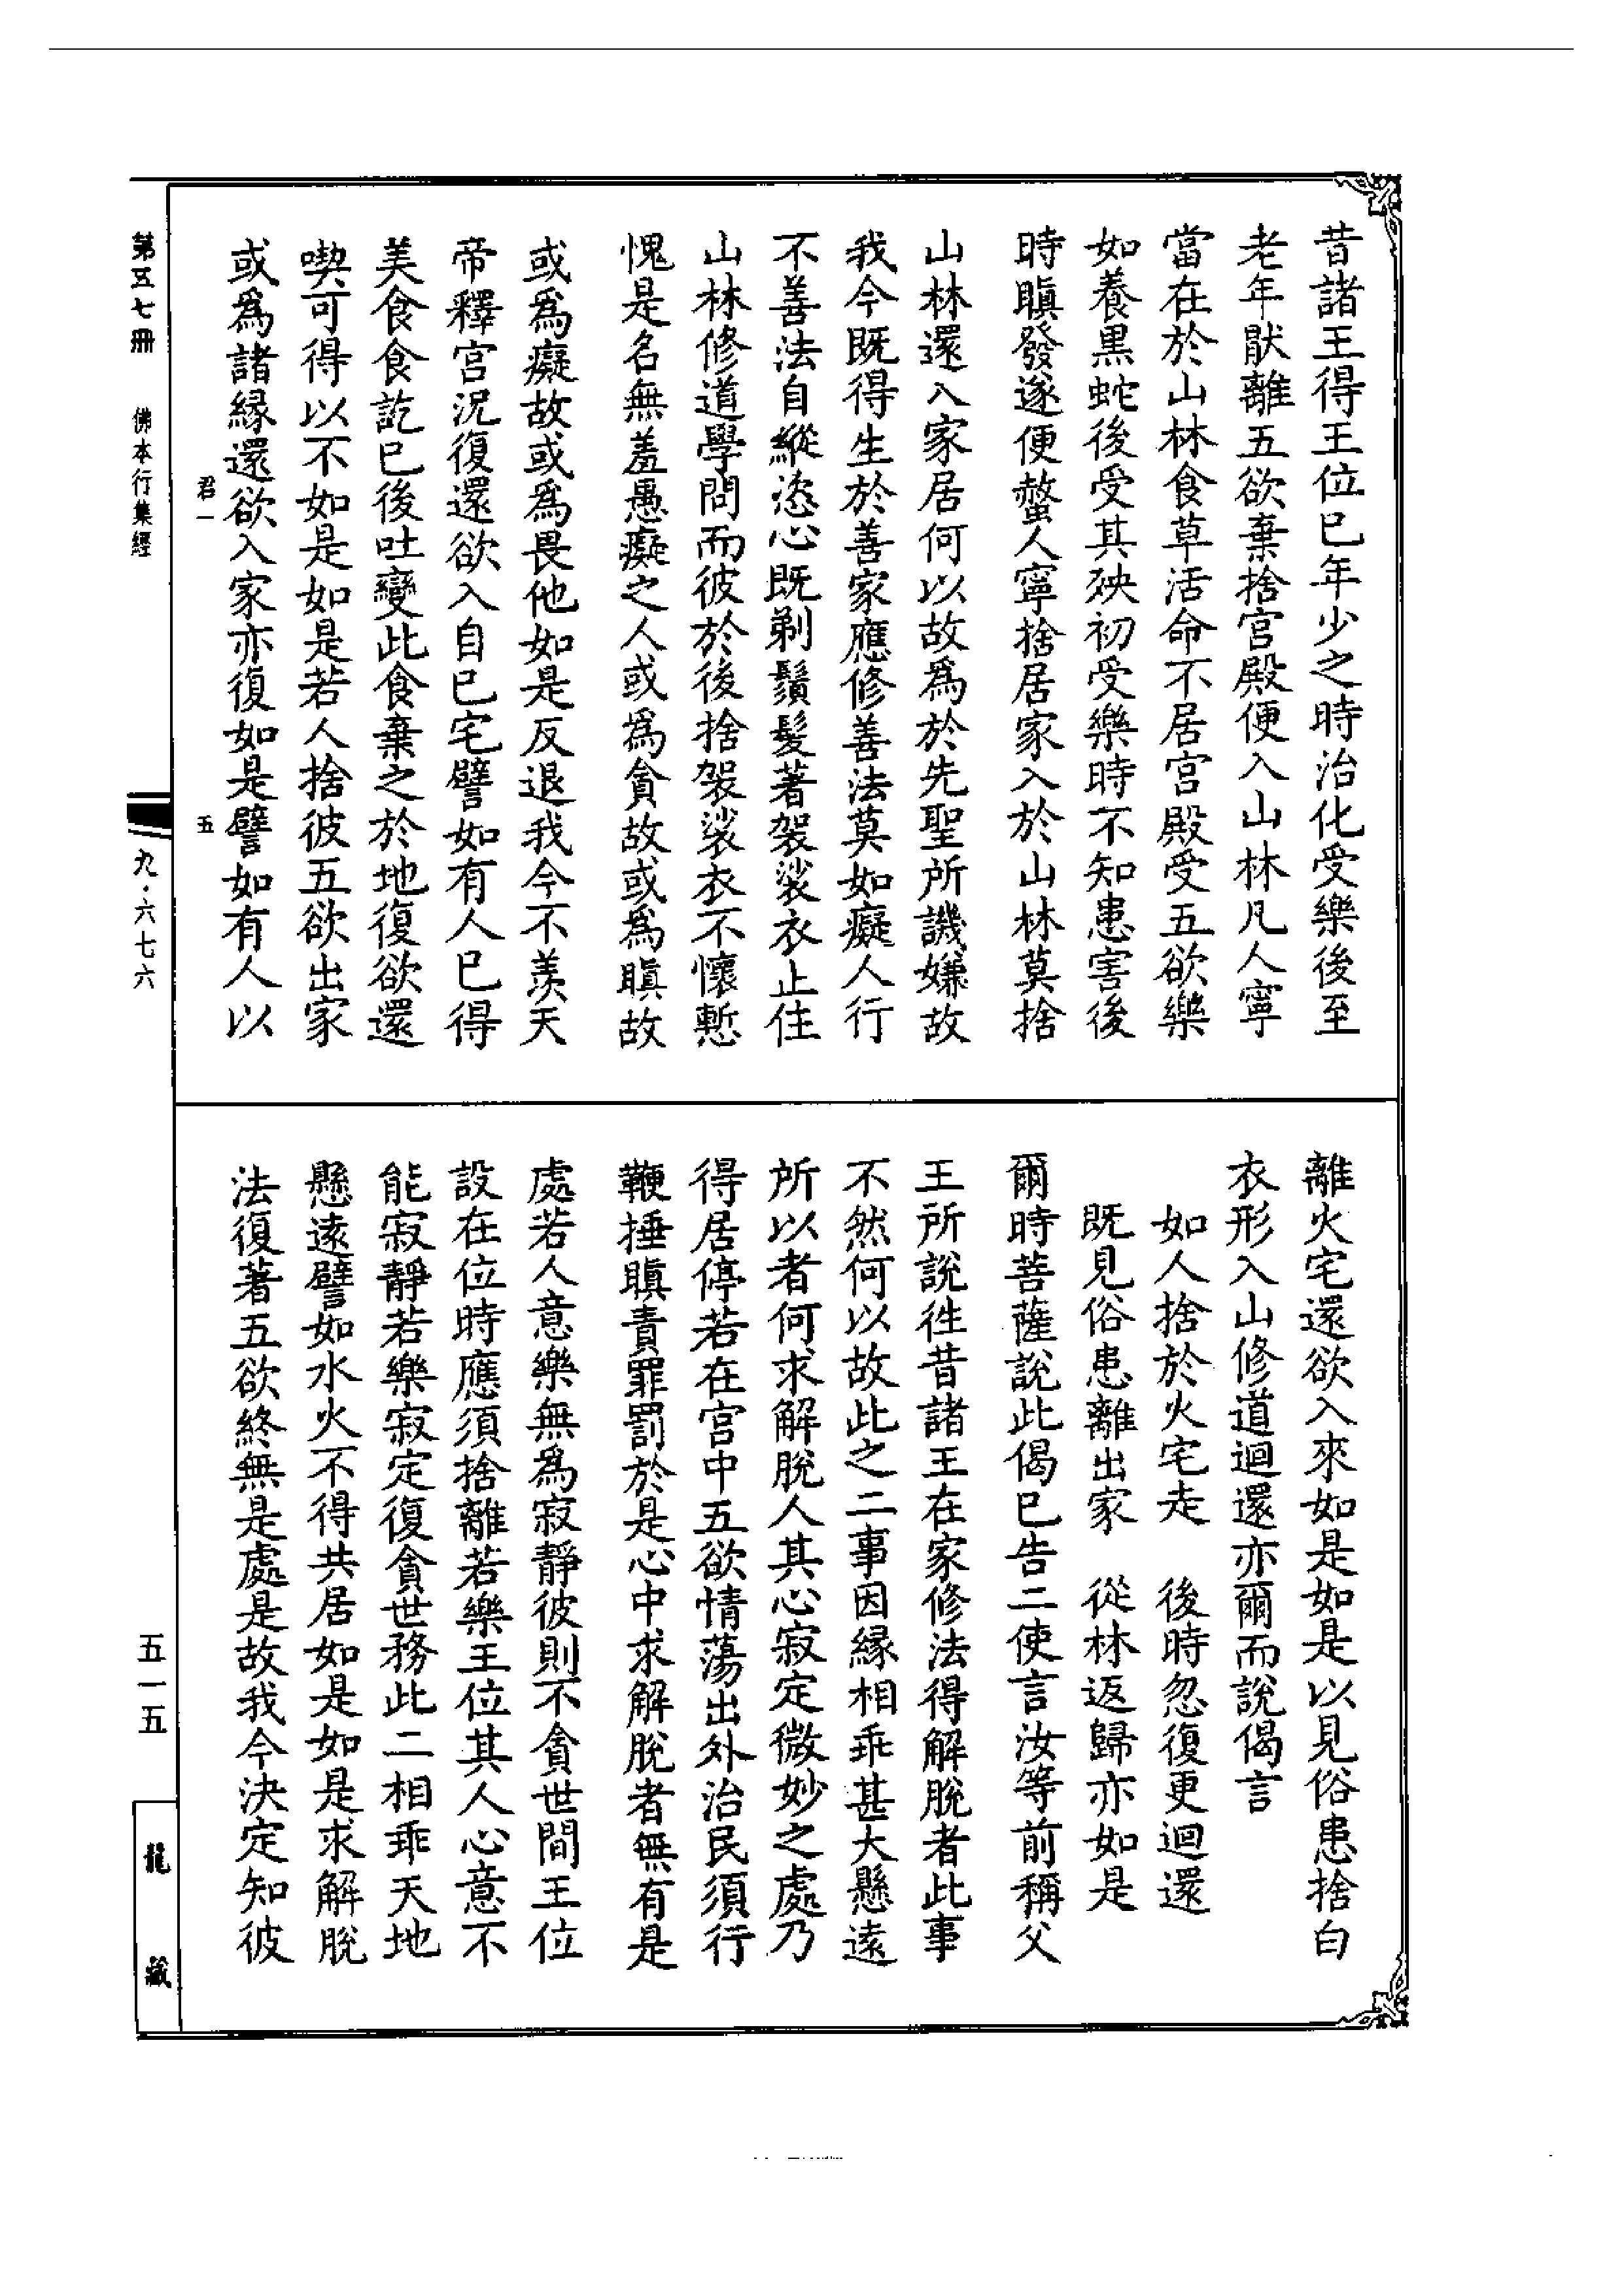 昔諸王得王位已年少之時治化受樂後至
老年猒離五欲棄捨宮殿便入山林凡人寧
當在於山林食草活命不居宮殿受五欲樂
如養黑蛇後受其殃初受樂時不知患害後
時瞋發遂便螫人寧捨居家入於山林莫捨
山林還入家居何以故為於先聖所譏嫌故
我今既得生於善家應修善法莫如癡人行
不善法自縱恣心既剃鬚髮著袈裟衣止住
山林修道學問而彼於後捨袈裟衣不懷慙
愧是名無羞愚癡之人或為貪故或為瞋故
或為癡故或為畏他如是反退我今不羨天
帝釋宮況復還欲入自己宅譬如有人已得
美食食訖已後吐變此食棄之於地復欲還
喫可得以不如是如是若人捨彼五欲出家
或為諸緣還欲入家亦復如是譬如有人以
君一 五
離火宅還欲入來如是如是以見俗患捨白
衣形入山修道迴還亦爾而說偈言
如人捨於火宅走 後時忽復更迴還
既見俗患離出家 從林返歸亦如是
爾時菩薩說此偈已告二使言汝等前稱父
王所說往昔諸王在家修法得解脫者此事
不然何以故此之二事因緣相乖甚大懸遠
所以者何求解脫人其心寂定微妙之處乃
得居停若在宮中五欲情蕩出外治民須行
鞭捶瞋責罪罰於是心中求解脫者無有是
處若人意樂無為寂靜彼則不貪世間王位
設在位時應須捨離若樂王位其人心意不
能寂靜若樂寂定復貪世務此二相乖天地
懸遠譬如水火不得共居如是如是求解脫
法復著五欲終無是處是故我今決定知彼
第五七冊 佛本行集經
九·六七六
五一五
龍藏